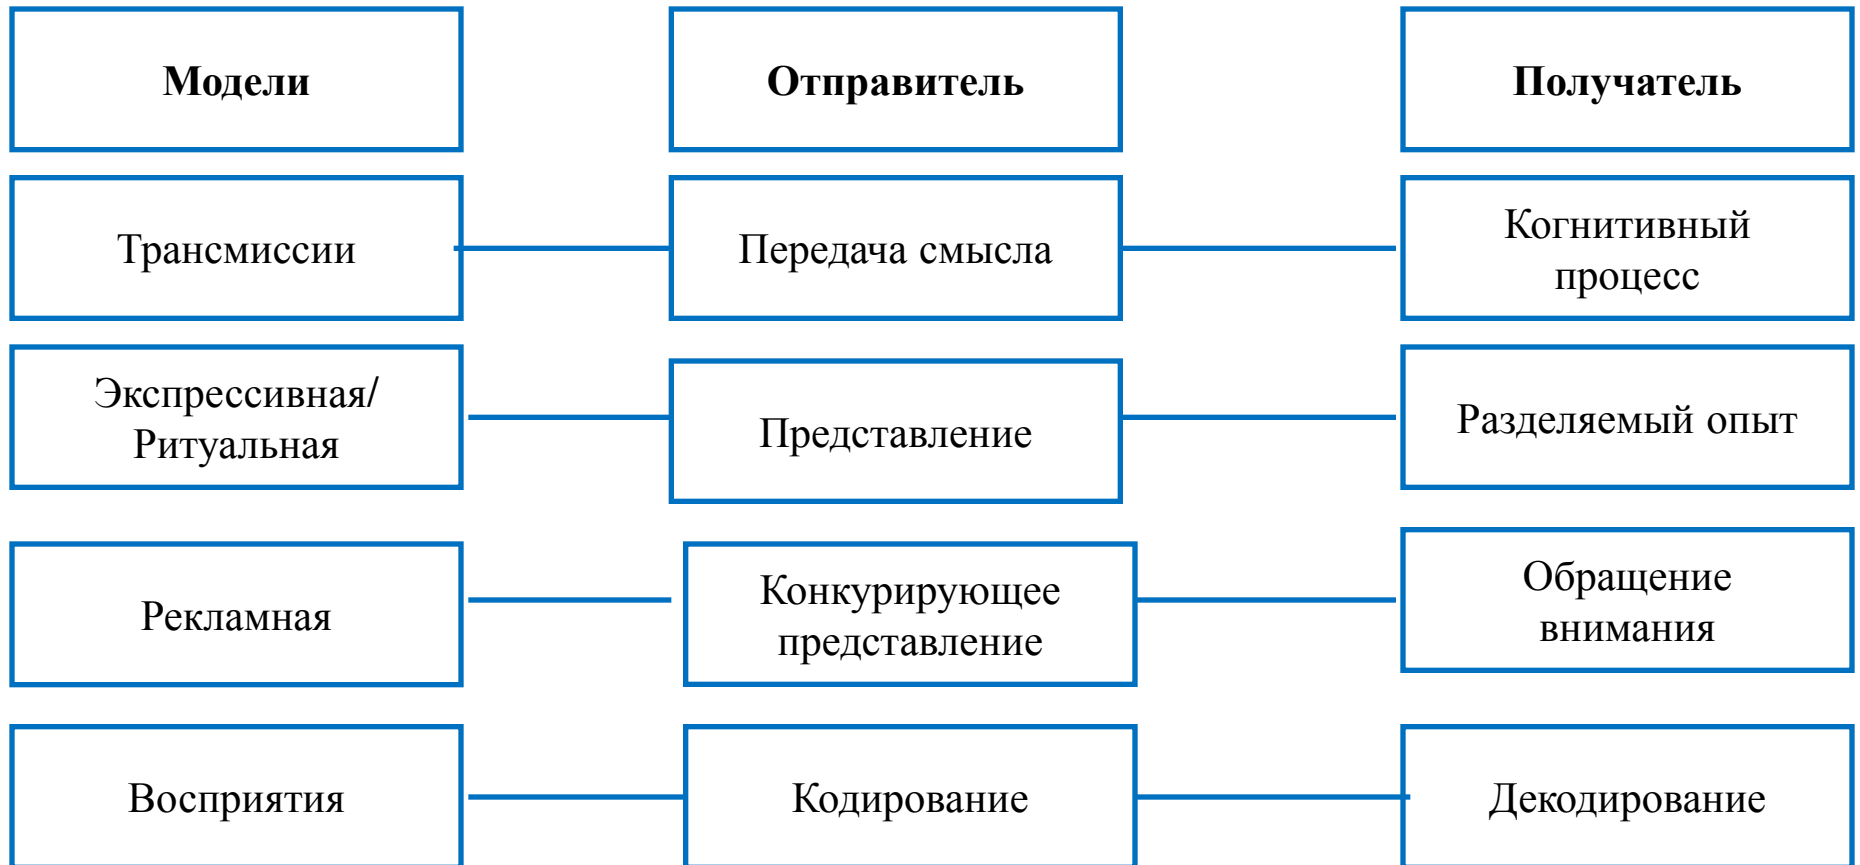 Модели
Отправитель
Получатель
Трансмиссии
Передача смысла
Когнитивный
процесс
Экспрессивная/
Ритуальная
Представление
Разделяемый опыт
Рекламная
Конкурирующее
представление
Обращение
внимания
Восприятия
Кодирование
Декодирование